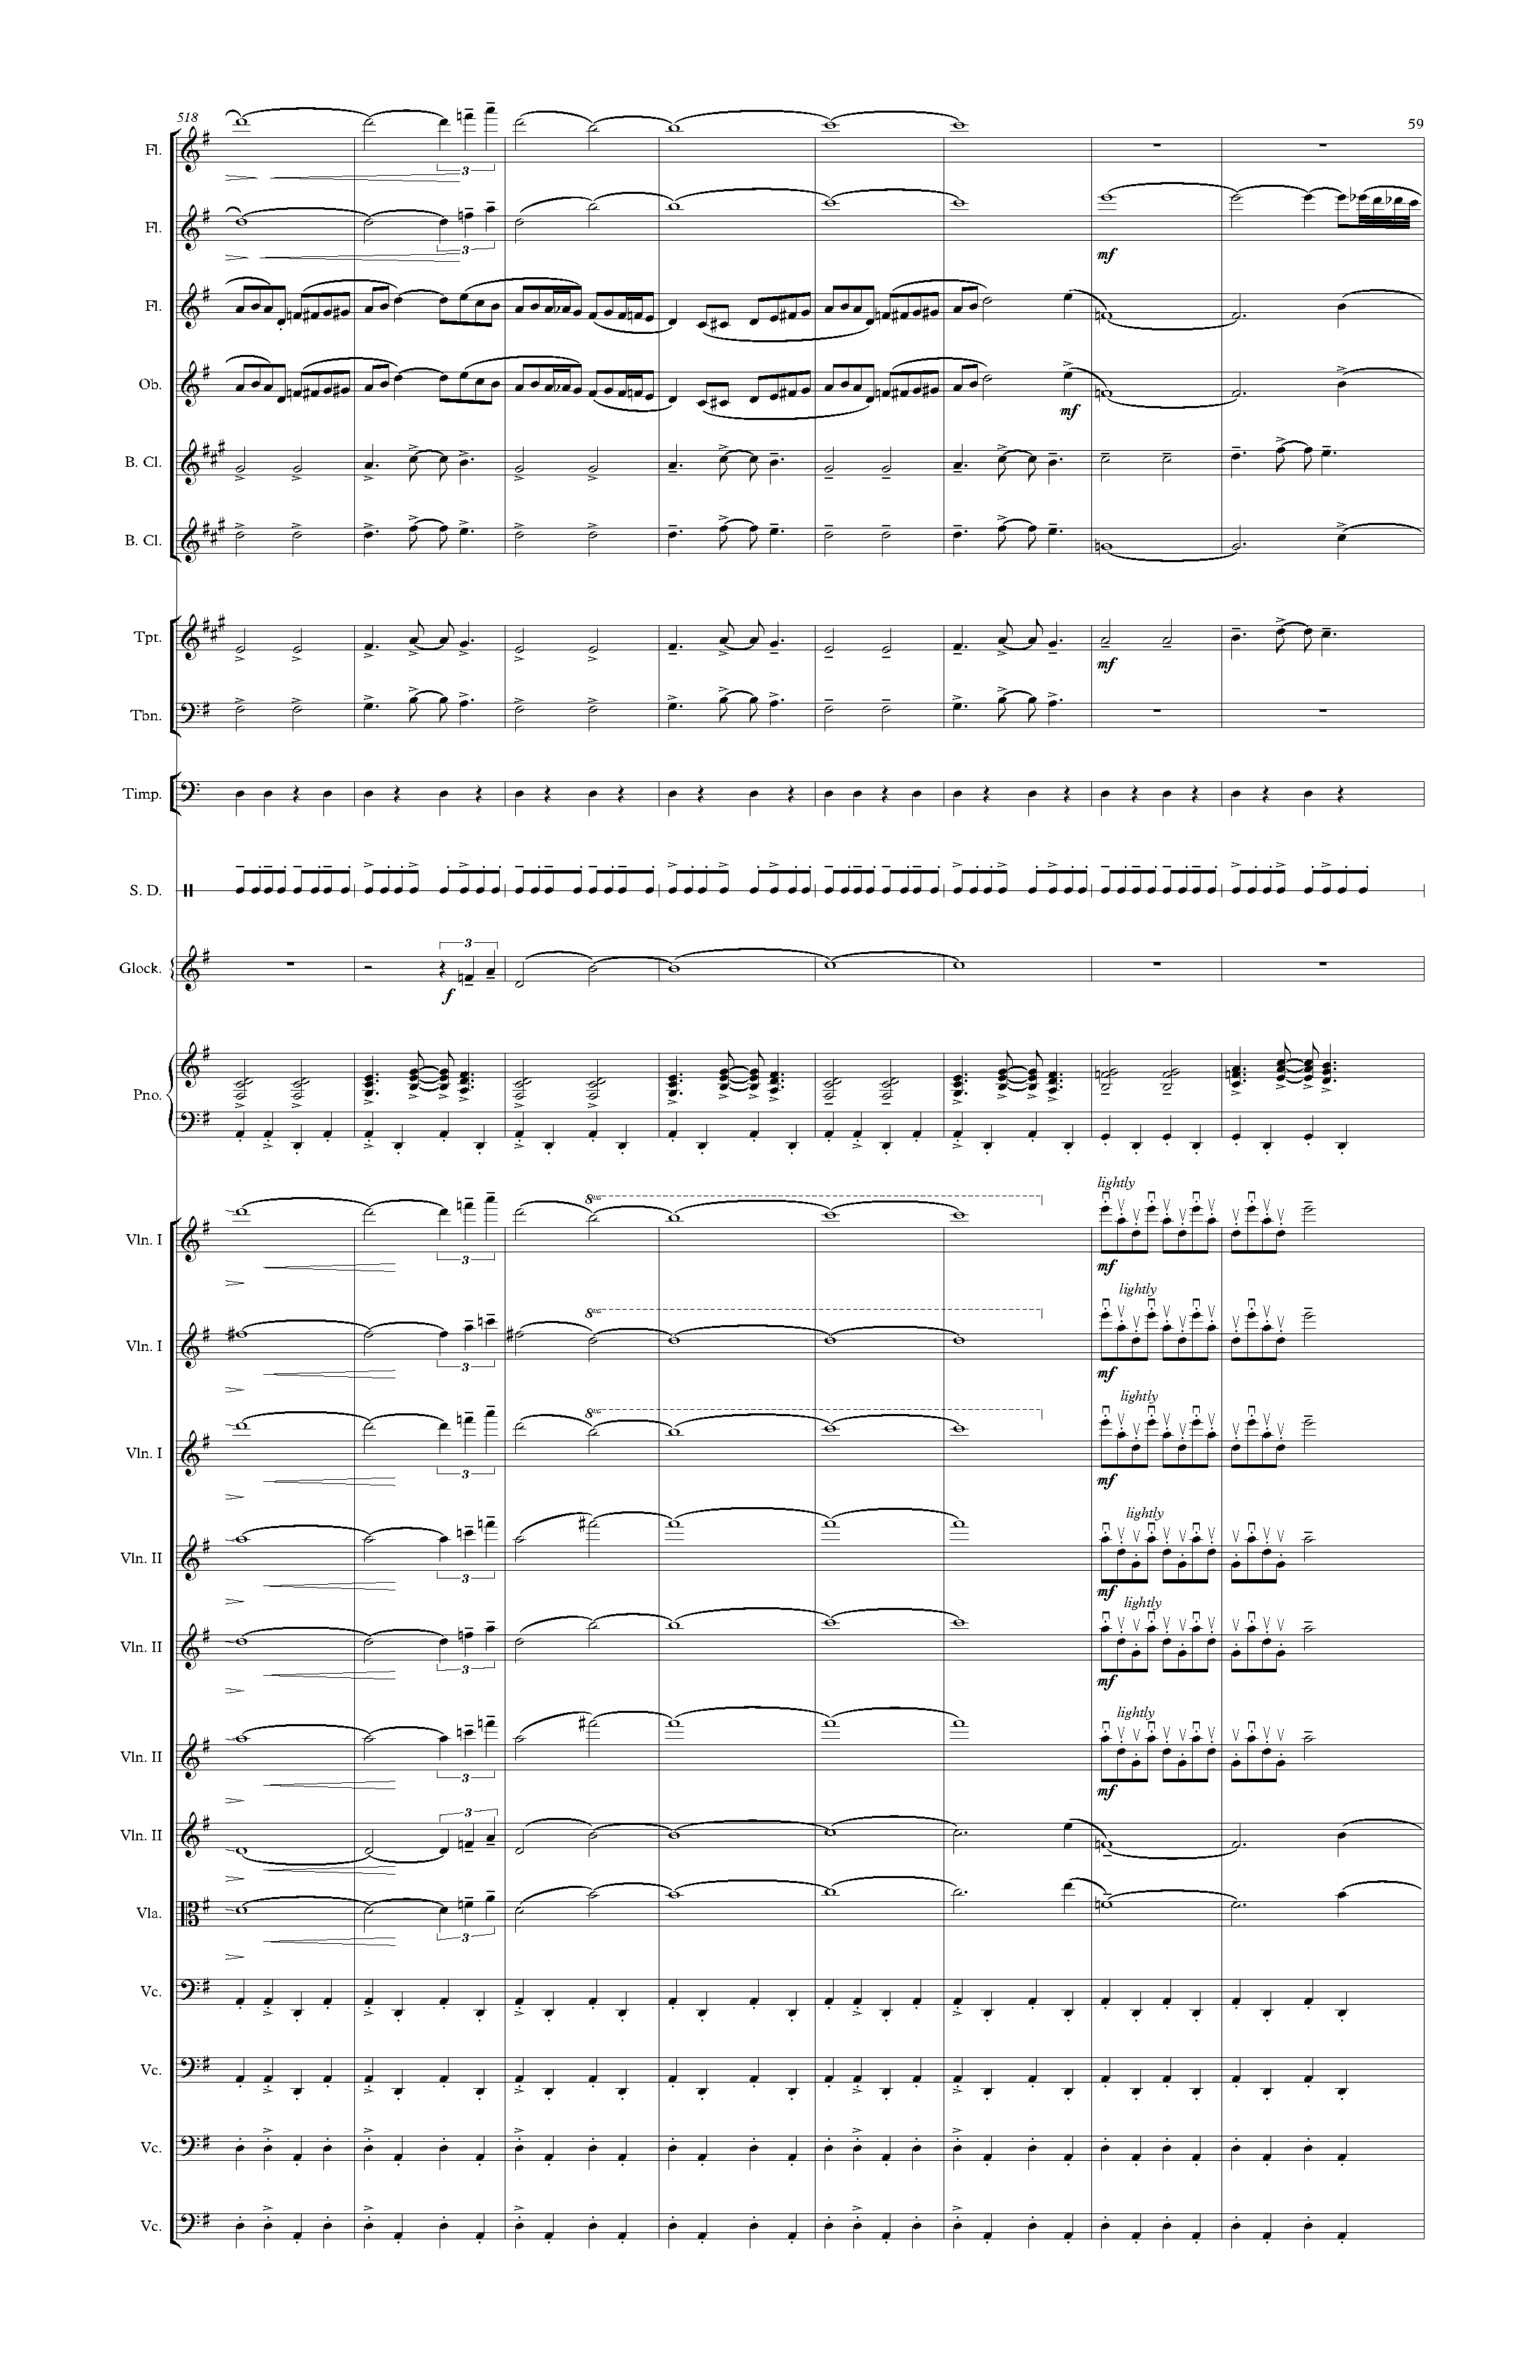 518
59
Fl.
3
Fl.
3
mf
Fl.
Ob.
mf
B. Cl.
B. Cl.
Tpt.
mf
Tbn.
Timp.
S. D.
Glock.
3
f
Pno.
lightly
8va
Vln. I
3
mf
lightly
8va
Vln. I
3
mf
lightly
8va
Vln. I
3
mf
lightly
Vln. II
3
mf
lightly
Vln. II
3
mf
lightly
Vln. II
3
mf
3
Vln. II
Vla.
3
Vc.
Vc.
Vc.
Vc.